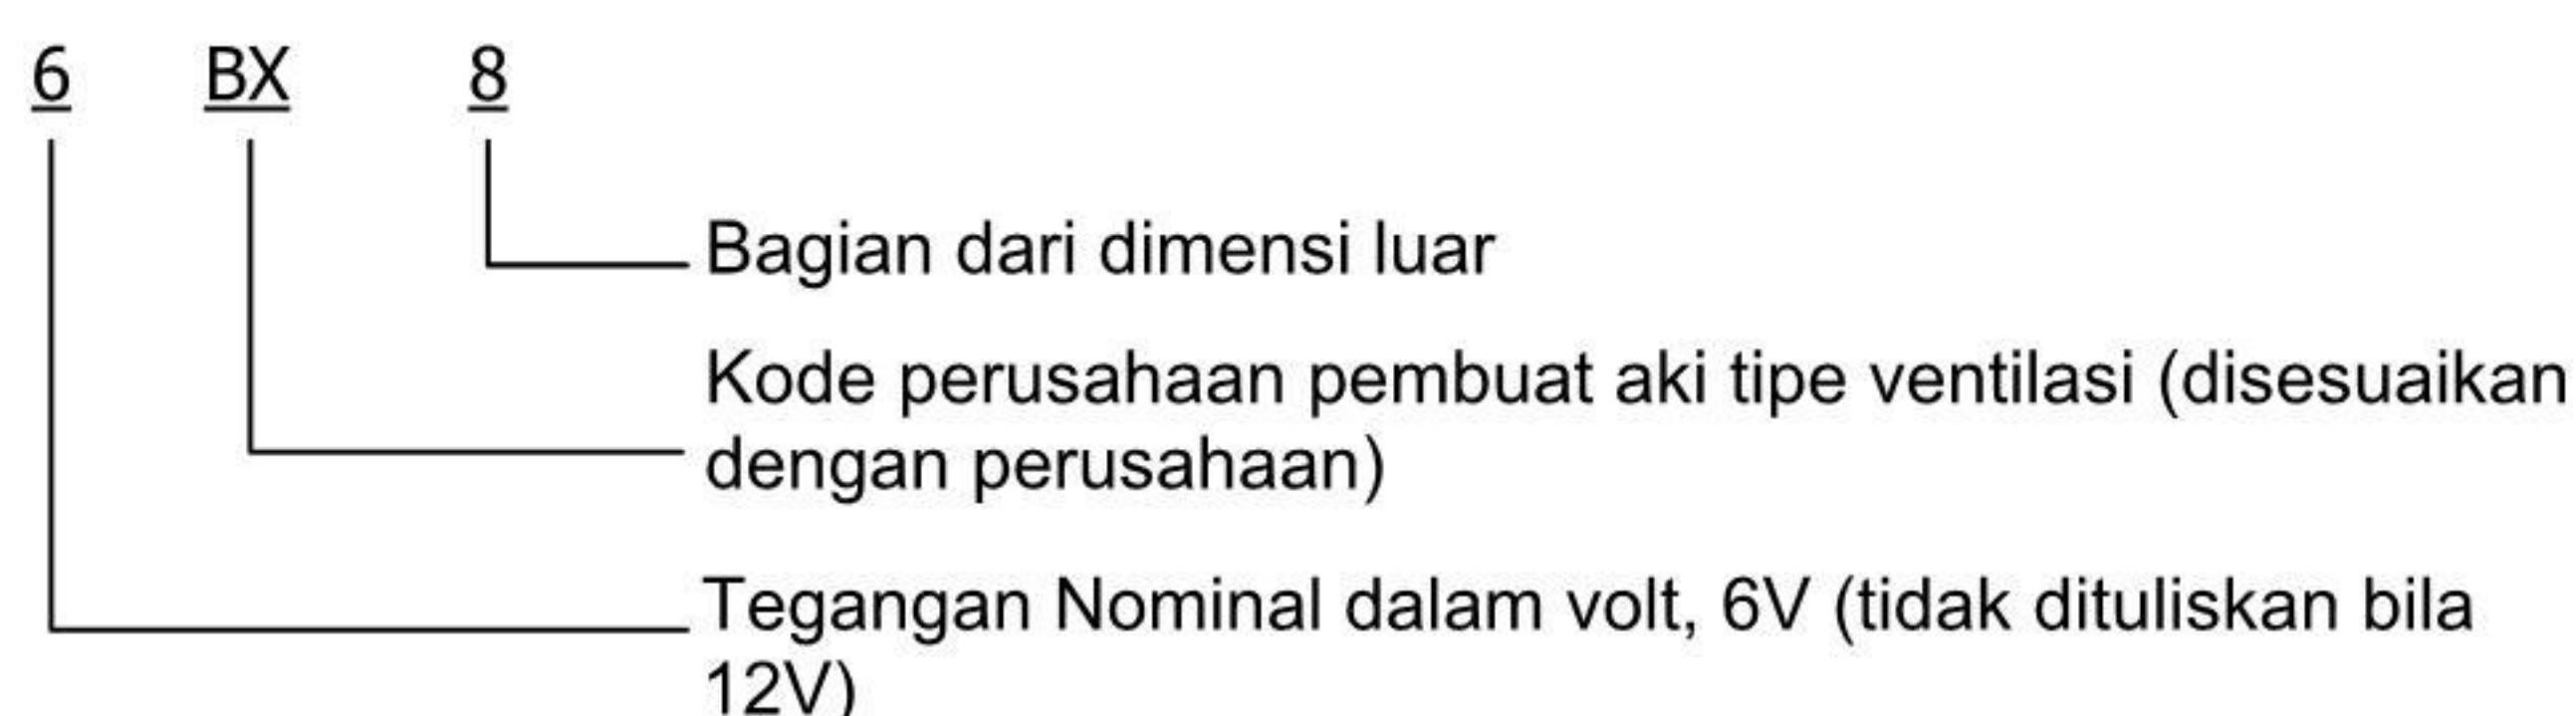 6 BX 8
Bagian dari dimensi luar
Kode perusahaan pembuat aki tipe ventilasi (disesuaikan
dengan perusahaan)
Tegangan Nominal dalam volt, 6V (tidak dituliskan bila
12V)